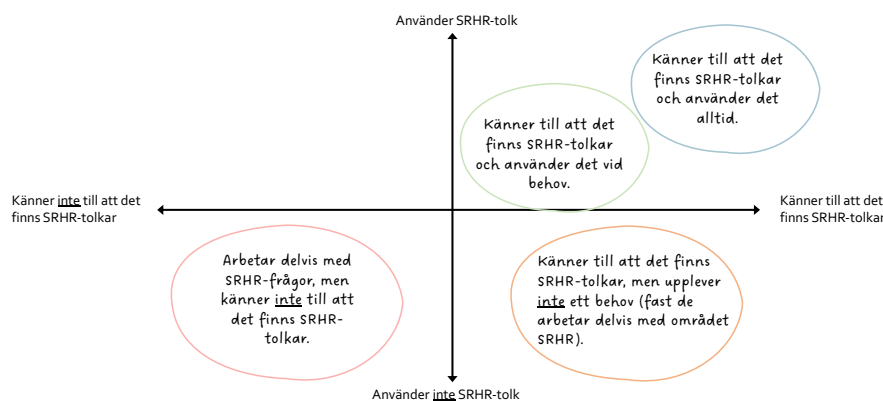 Använder SRHR-tolk
Känner till att det
finns SRHR-tolkar
och använder det
alltid.
Känner till att det
finns SRHR-tolkar
och använder det vid
behov.
Känner inte till att det
finns SRHR-tolkar
Känner till att det
finns SRHR-tolkar
Arbetar delvis med
SRHR-frågor, men
känner inte till att
det finns SRHR-
tolkar.
Känner till att det finns
SRHR-tolkar, men upplever
inte ett behov (fast de
arbetar delvis med området
SRHR).
Använder inte SRHR-tolk